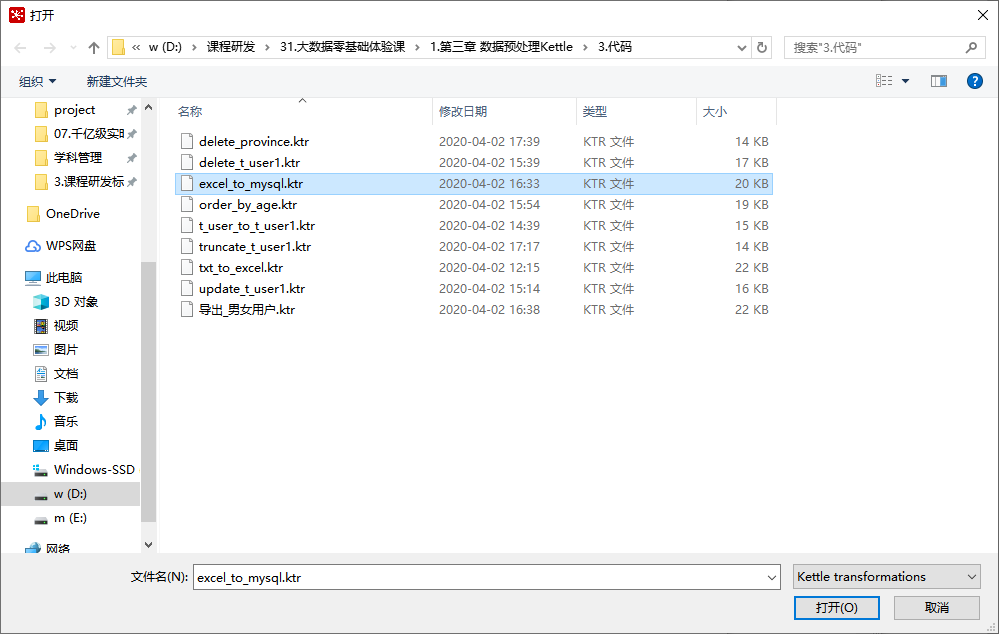 打开
« w (D:) › 课程研发 › 31.大数据零基础体验课 › 1.第三章 数据预处理Kettle › 3.代码
搜索"3.代码"
组织 新建文件夹
名称 修改日期 类型 大小
project
07.千亿级实时
学科管理
3.课程研发标
OneDrive
WPS网盘
此电脑
3D 对象
视频
图片
文档
下载
音乐
桌面
Windows-SSD
w (D:)
m (E:)
网络
delete_province.ktr 2020-04-02 17:39 KTR 文件 14 KB
delete_t_user1.ktr 2020-04-02 15:39 KTR 文件 17 KB
excel_to_mysql.ktr 2020-04-02 16:33 KTR 文件 20 KB
order_by_age.ktr 2020-04-02 15:54 KTR 文件 19 KB
t_user_to_t_user1.ktr 2020-04-02 14:39 KTR 文件 15 KB
truncate_t_user1.ktr 2020-04-02 17:17 KTR 文件 14 KB
txt_to_excel.ktr 2020-04-02 12:15 KTR 文件 22 KB
update_t_user1.ktr 2020-04-02 15:14 KTR 文件 16 KB
导出_男女用户.ktr 2020-04-02 16:38 KTR 文件 22 KB
文件名(N): excel_to_mysql.ktr Kettle transformations
打开(O) 取消